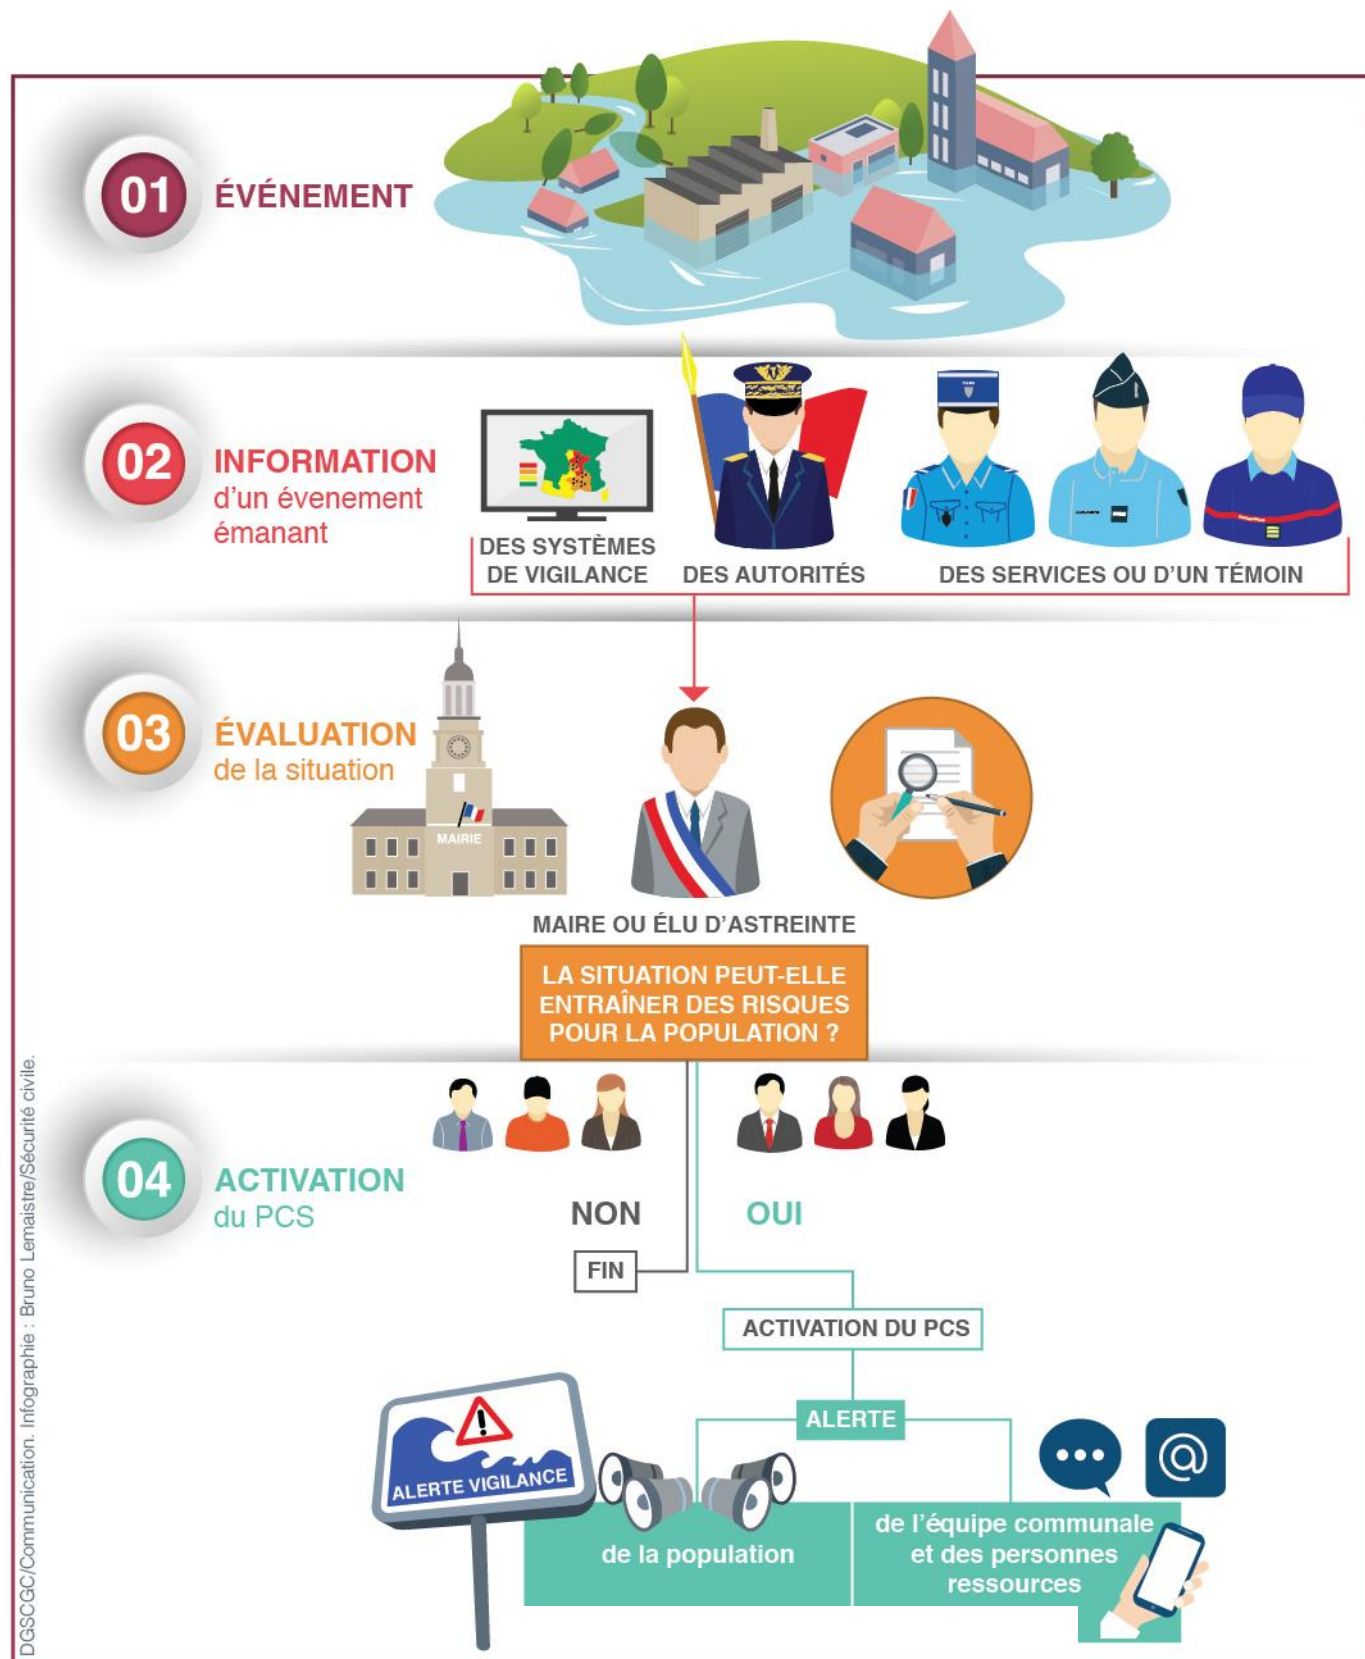 01
ÉVÉNEMENT
02
INFORMATION
d'un évenement
émanant
DES SYSTÈMES
DE VIGILANCE
DES AUTORITÉS
DES SERVICES OU D'UN TÉMOIN
03
ÉVALUATION
de la situation
MAIRIE
MAIRE OU ÉLU D'ASTREINTE
LA SITUATION PEUT-ELLE
ENTRAÎNER DES RISQUES
POUR LA POPULATION ?
04
ACTIVATION
du PCS
NON
OUI
FIN
ACTIVATION DU PCS
ALERTE
ALERTE VIGILANCE
de la population
de l'équipe communale
et des personnes
ressources
@
DGSCGC/Communication. Infographie : Bruno Lemaistre/Sécurité civile.